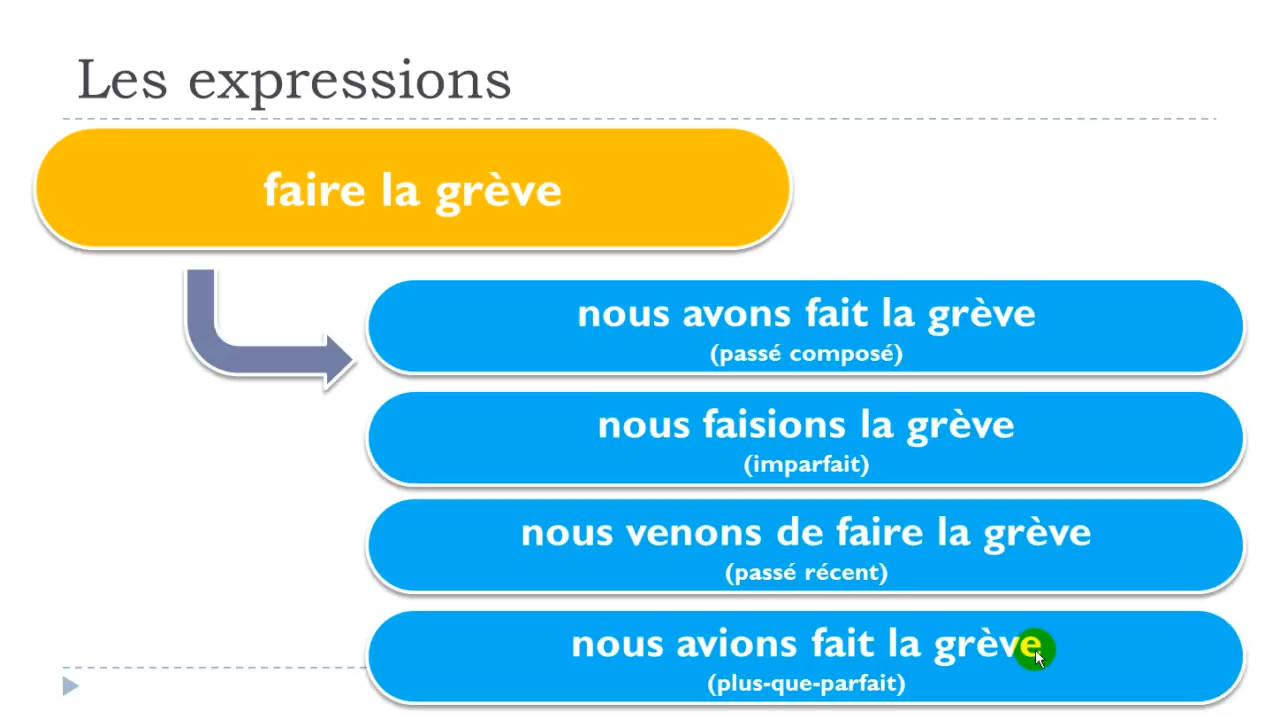 Les expressions
faire la grève
nous avons fait la grève
(passé composé)
nous faisions la grève
(imparfait)
nous venons de faire la grève
(passé récent)
nous avions fait la grève
(plus-que-parfait)